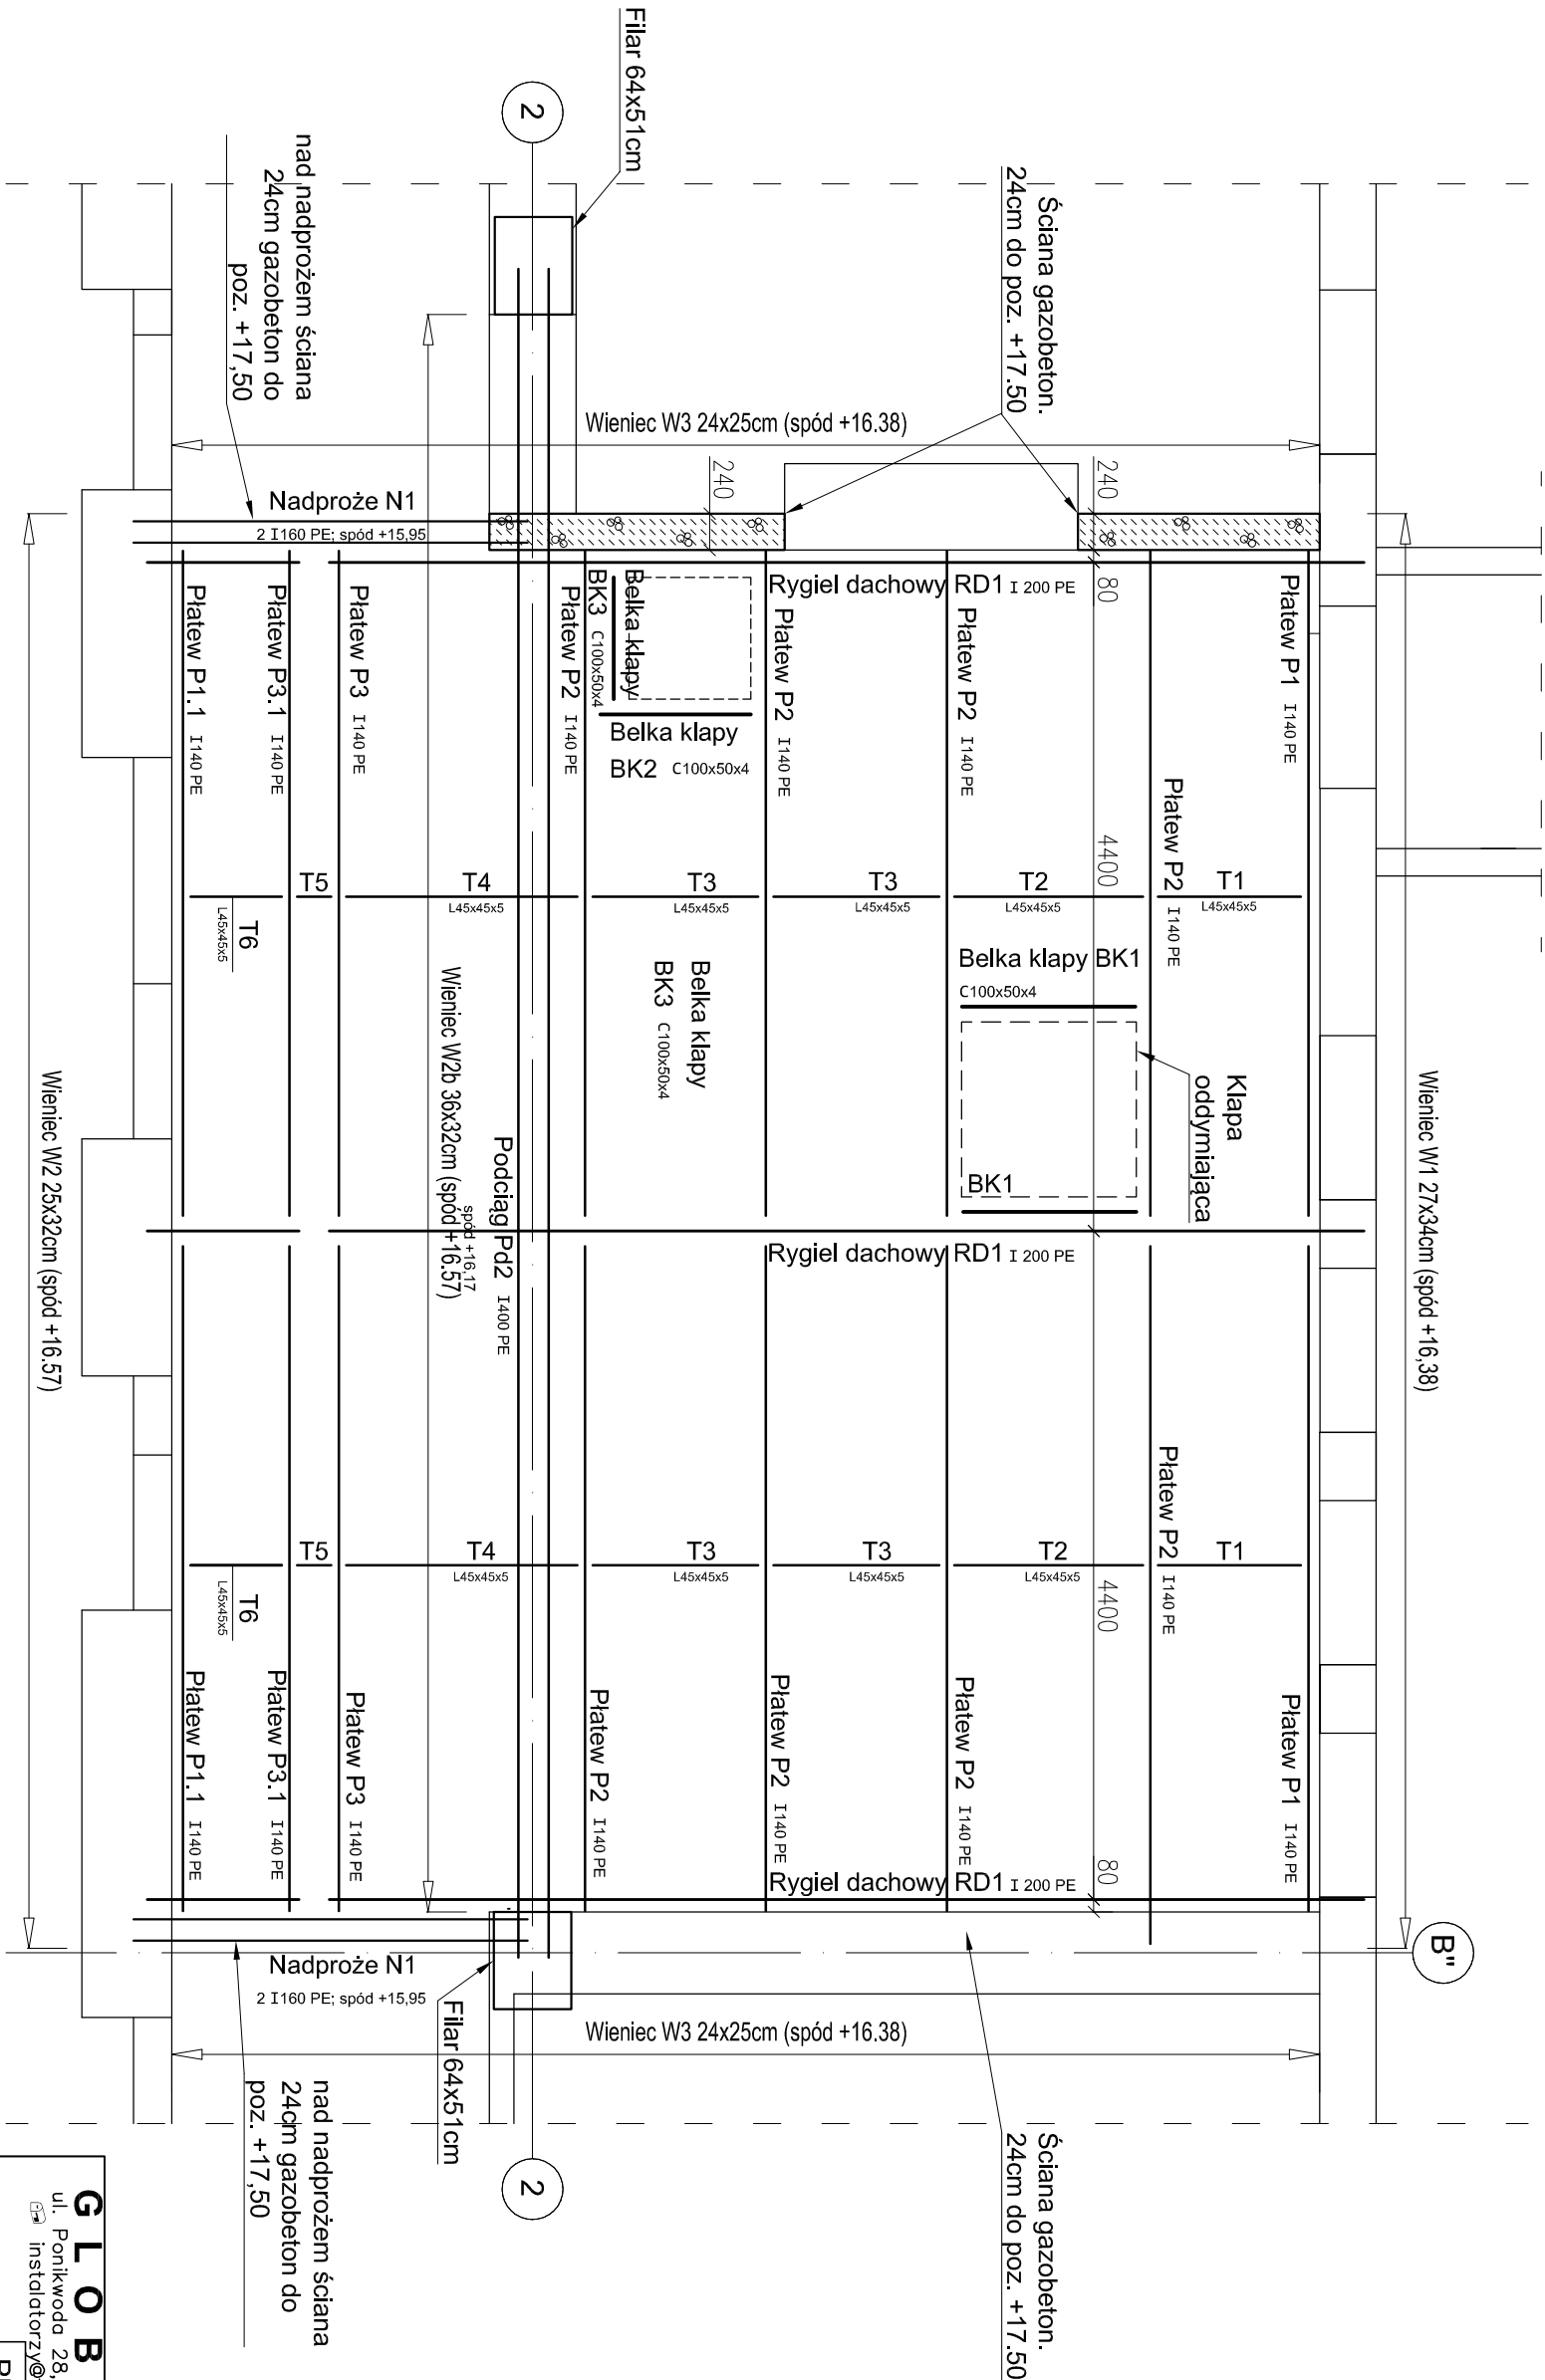 Filar 64x51cm
2
nad nadprożem ściana
24cm gazobeton do
poz. +17,50
Ściana gazobeton.
24cm do poz. +17.50
Wieniec W3 24x25cm (spód +16.38)
240
240
Nadproże N1
2 I160 PE; spód +15,95
80
Rygiel dachowy RD1 I 200 PE
Płatew P1.1 I140 PE
Płatew P3.1 I140 PE
Płatew P3 I140 PE
Płatew P2 I140 PE
Belka klapy
BK3 C100x50x4
Belka klapy
BK2 C100x50x4
Płatew P2 I140 PE
Płatew P2 I140 PE
Płatew P2 I140 PE
Płatew P1 I140 PE
4400
T5
T4
L45x45x5
T3
L45x45x5
T3
L45x45x5
T2
L45x45x5
T1
L45x45x5
T6
L45x45x5
Belka klapy BK1
C100x50x4
Belka klapy
BK3 C100x50x4
Klapa
oddymiająca
BK1
Wieniec W2b 36x32cm (spód +16.57)
Podciąg Pd2 I400 PE
spód +16,17
Wieniec W2 25x32cm (spód +16.57)
Wieniec W1 27x34cm (spód +16,38)
Rygiel dachowy RD1 I 200 PE
T5
T4
L45x45x5
T3
L45x45x5
T3
L45x45x5
T2
L45x45x5
T1
L45x45x5
T6
L45x45x5
4400
Płatew P1.1 I140 PE
Płatew P3.1 I140 PE
Płatew P3 I140 PE
Płatew P2 I140 PE
Płatew P2 I140 PE
Płatew P2 I140 PE
Płatew P2 I140 PE
Płatew P1 I140 PE
80
Rygiel dachowy RD1 I 200 PE
B"
Nadproże N1
2 I160 PE; spód +15,95
Filar 64x51cm
Wieniec W3 24x25cm (spód +16.38)
nad nadprożem ściana
24cm gazobeton do
poz. +17,50
2
Ściana gazobeton.
24cm do poz. +17.50
G L O B
ul. Ponikwoda 28,
instalatorzy@